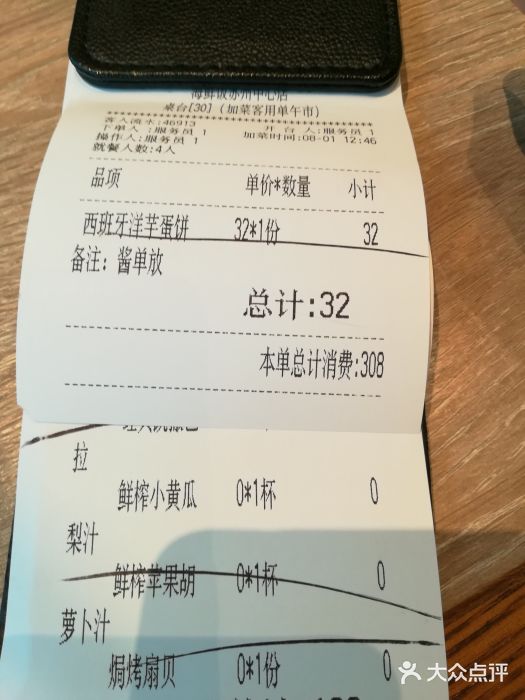 海鲜饭苏州中心店
桌台[30] (加菜客用单午市)
客人流水:46913
下单人 :服务员 1 开 台 人:服务员 1
操作人:服务员 1 加菜时间:08-01 12:46
就餐人数:4人
品项 单价*数量 小计
西班牙洋芋蛋饼 32*1份 32
备注: 酱单放
总计:32
本单总计消费:308
拉
鲜榨小黄瓜 0*1杯 0
梨汁
鲜榨苹果胡 0*1杯 0
萝卜汁
焗烤扇贝 0*1份 0
大众点评